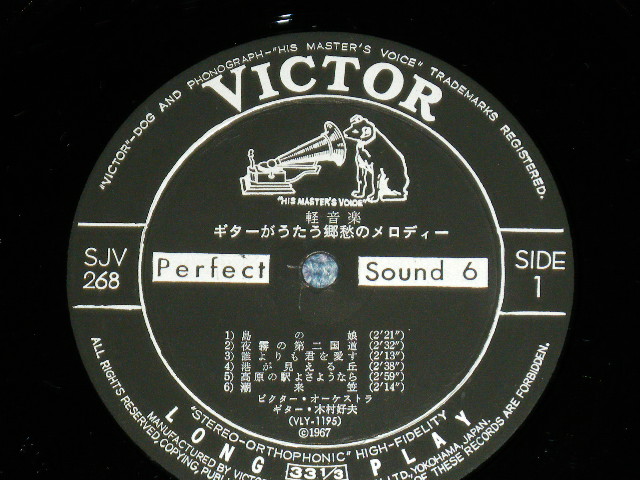 "VICTOR"-DOG AND PHONOGRAPH-"HIS MASTER'S VOICE" TRADEMARKS REGISTERED.
VICTOR
"HIS MASTER'S VOICE"
軽音楽
ギターがうたう郷愁のメロディー
SJV
268
Perfect Sound 6
SIDE
1
1) 島の娘 (2'21")
2) 夜霧の第二国道 (2'32")
3) 誰よりも君を愛す (2'13")
4) 港が見える丘 (2'38")
5) 高原の駅よさようなら (2'59")
6) 潮来笠 (2'14")
ビクター・オーケストラ
ギター・木村好夫
(VLY-1195)
©1967
"STEREO-ORTHOPHONIC" HIGH-FIDELITY
LONG PLAY
33 1/3
ALL RIGHTS RESERVED
MANUFACTURED BY VICTOR
LTD., YOKOHAMA, JAPAN.
COPYING, PUBL
OF THESE RECORDS ARE FORBIDDEN.